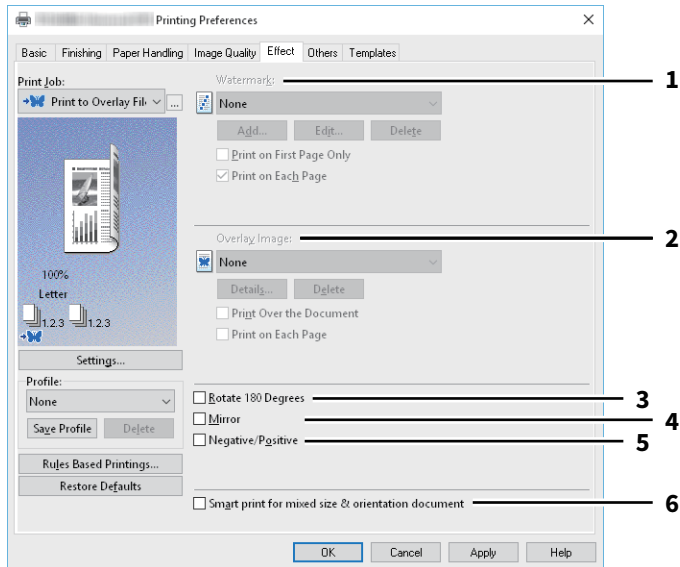 Printing Preferences
Basic Finishing Paper Handling Image Quality Effect Others Templates
Print Job:
Print to Overlay Fil
...
100%
Letter
1.2.3 1.2.3
Settings...
Profile:
None
Save Profile Delete
Rules Based Printings...
Restore Defaults
Watermark:
None
Add... Edit... Delete
Print on First Page Only
Print on Each Page
Overlay Image:
None
Details... Delete
Print Over the Document
Print on Each Page
Rotate 180 Degrees
Mirror
Negative/Positive
Smart print for mixed size & orientation document
OK Cancel Apply Help
1
2
3
4
5
6